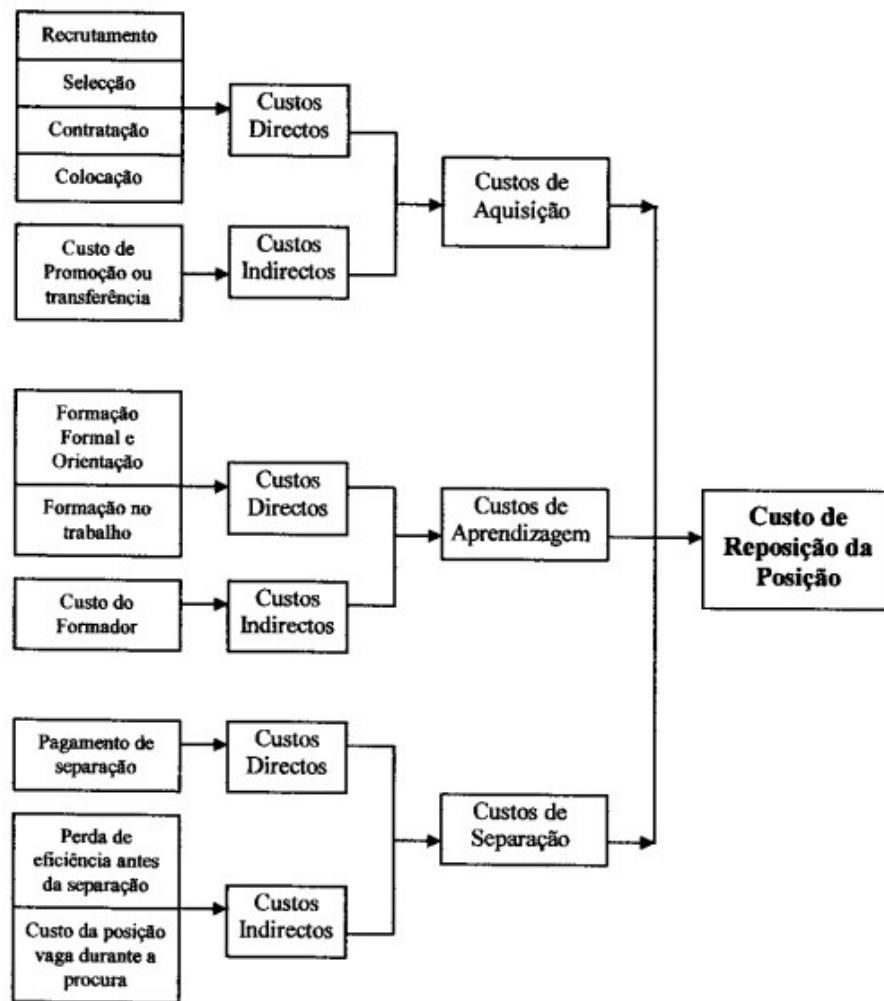 Recrutamento
Selecção
Contratação
Colocação
Custos
Directos
Custos de
Aquisição
Custo de
Promoção ou
transferência
Custos
Indirectos
Formação
Formal e
Orientação
Formação no
trabalho
Custos
Directos
Custos de
Aprendizagem
Custo de
Reposição da
Posição
Custo do
Formador
Custos
Indirectos
Pagamento de
separação
Custos
Directos
Custos de
Separação
Perda de
eficiência antes
da separação
Custo da posição
vaga durante a
procura
Custos
Indirectos